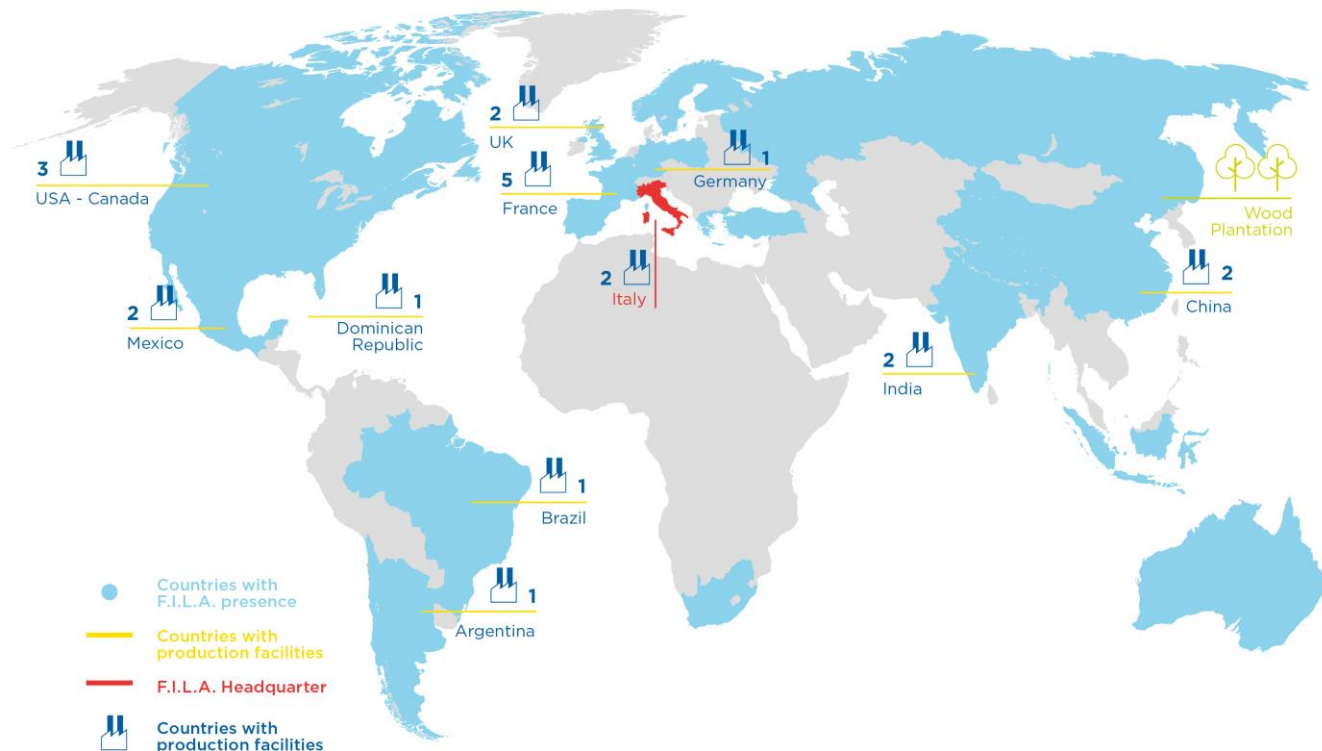 2
UK
3
USA - Canada
5
France
1
Germany
Wood
Plantation
2
Italy
2
China
2
Mexico
1
Dominican
Republic
2
India
1
Brazil
1
Argentina
Countries with
F.I.L.A. presence
Countries with
production facilities
F.I.L.A. Headquarter
Countries with
production facilities